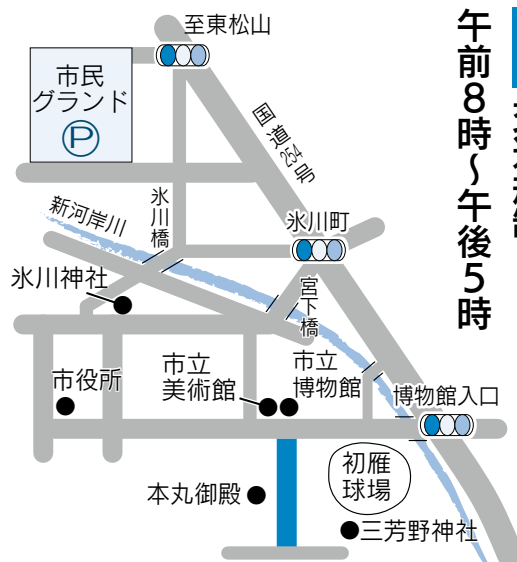 午前8時～午後5時
至東松山
市民
グランド
P
国道254号
新河岸川
氷川橋
氷川町
氷川神社
宮下橋
市役所
市立
美術館
市立
博物館
博物館入口
初雁
球場
本丸御殿
三芳野神社